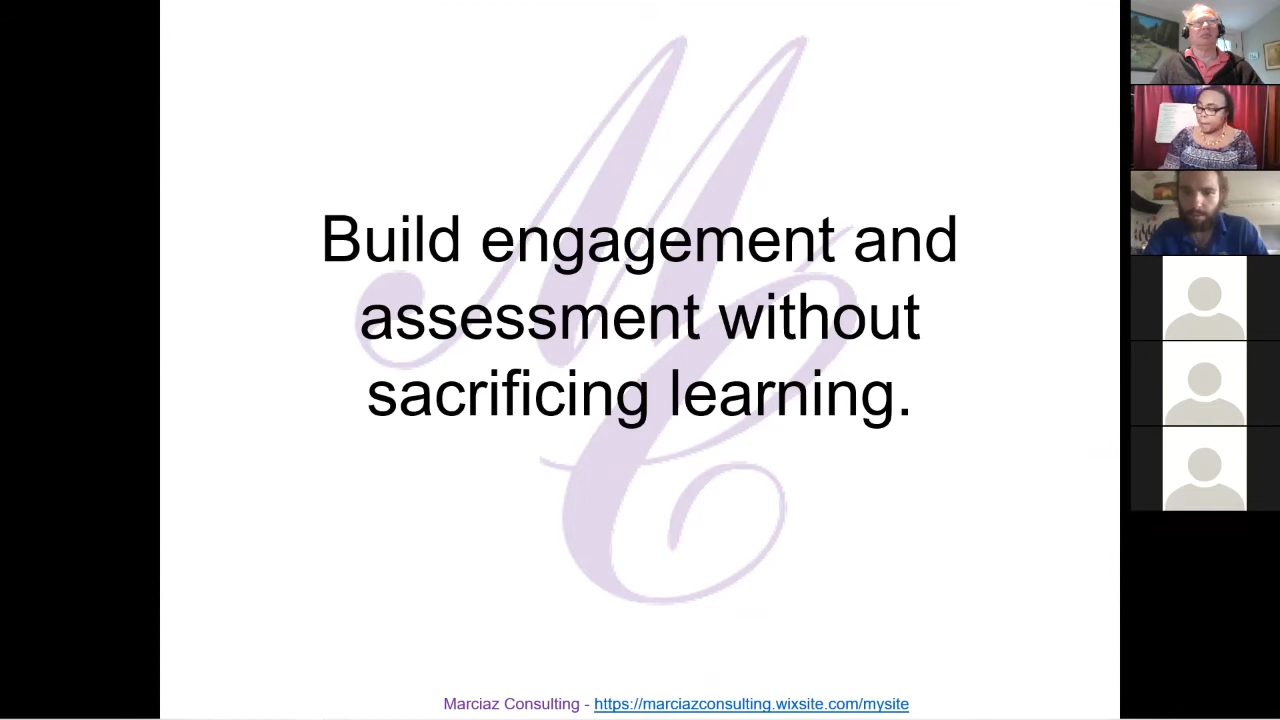 Build engagement and
assessment without
sacrificing learning.
Marciaz Consulting - https://marciazconsulting.wixsite.com/mysite